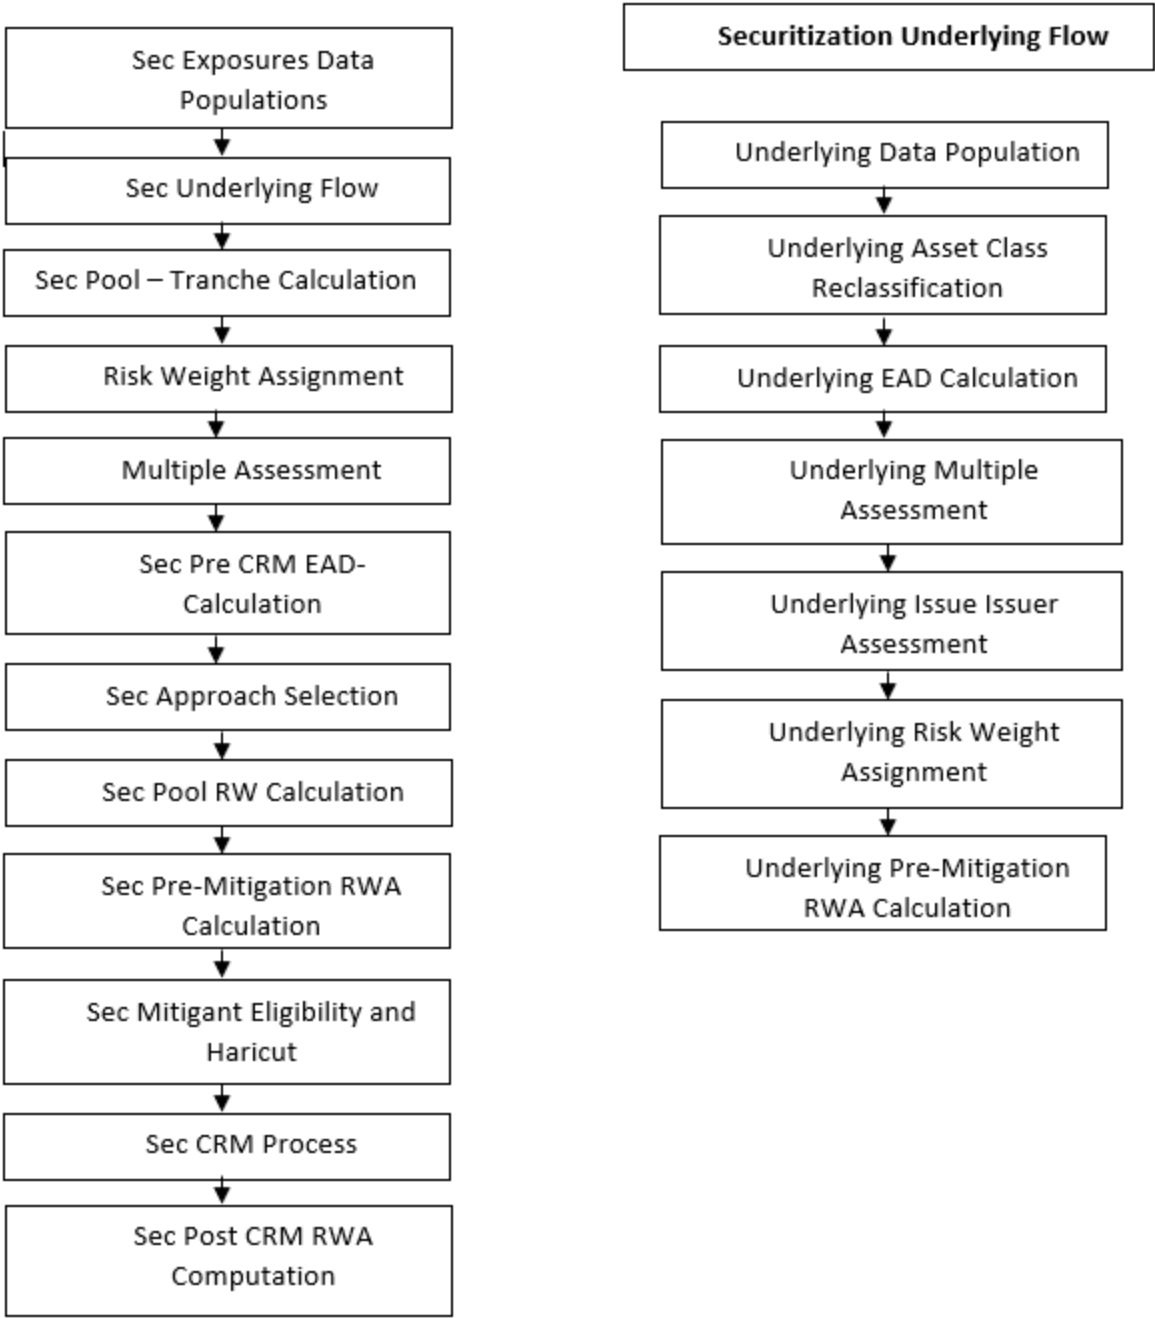 Sec Exposures Data
Populations
Sec Underlying Flow
Sec Pool – Tranche Calculation
Risk Weight Assignment
Multiple Assessment
Sec Pre CRM EAD-
Calculation
Sec Approach Selection
Sec Pool RW Calculation
Sec Pre-Mitigation RWA
Calculation
Sec Mitigant Eligibility and
Haricut
Sec CRM Process
Sec Post CRM RWA
Computation
Securitization Underlying Flow
Underlying Data Population
Underlying Asset Class
Reclassification
Underlying EAD Calculation
Underlying Multiple
Assessment
Underlying Issue Issuer
Assessment
Underlying Risk Weight
Assignment
Underlying Pre-Mitigation
RWA Calculation